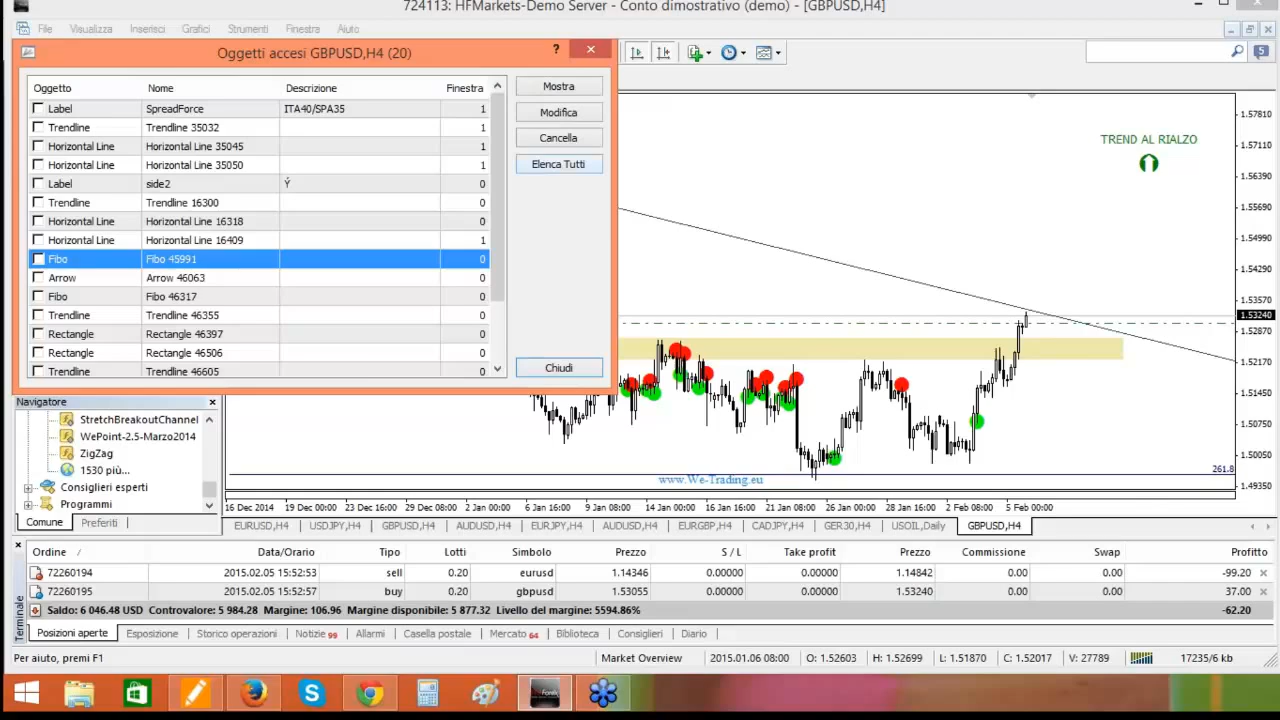 724113: HFMarkets-Demo Server - Conto dimostrativo (demo) - [GBPUSD,H4]
File Visualizza Inserisci Grafici Strumenti Finestra Aiuto
Oggetti accesi GBPUSD,H4 (20)
?
Oggetto Nome Descrizione Finestra
Label SpreadForce ITA40/SPA35 1
Trendline Trendline 35032 1
Horizontal Line Horizontal Line 35045 1
Horizontal Line Horizontal Line 35050 1
Label side2 Ý 0
Trendline Trendline 16300 0
Horizontal Line Horizontal Line 16318 0
Horizontal Line Horizontal Line 16409 1
Fibo Fibo 45991 0
Arrow Arrow 46063 0
Fibo Fibo 46317 0
Trendline Trendline 46355 0
Rectangle Rectangle 46397 0
Rectangle Rectangle 46506 0
Trendline Trendline 46605 0
Mostra
Modifica
Cancella
Elenca Tutti
Chiudi
5
TREND AL RIALZO
1.57810
1.57110
1.56390
1.55690
1.54990
1.54290
1.53570
1.53240
1.52870
1.52170
1.51450
1.50750
1.50050
1.49350
261.8
www.We-Trading.eu
16 Dec 2014 19 Dec 00:00 23 Dec 16:00 29 Dec 08:00 2 Jan 00:00 6 Jan 16:00 9 Jan 08:00 14 Jan 00:00 16 Jan 16:00 21 Jan 08:00 26 Jan 00:00 28 Jan 16:00 2 Feb 08:00 5 Feb 00:00
Navigatore
StretchBreakoutChannel
WePoint-2.5-Marzo2014
ZigZag
1530 più...
Consiglieri esperti
Programmi
Comune Preferiti
EURUSD,H4 USDJPY,H4 GBPUSD,H4 AUDUSD,H4 EURJPY,H4 AUDUSD,H4 EURGBP,H4 CADJPY,H4 GER30,H4 USOIL,Daily GBPUSD,H4
Ordine / Data/Orario Tipo Lotti Simbolo Prezzo S / L Take profit Prezzo Commissione Swap Profitto
72260194 2015.02.05 15:52:53 sell 0.20 eurusd 1.14346 0.00000 0.00000 1.14842 0.00 0.00 -99.20
72260195 2015.02.05 15:52:57 buy 0.20 gbpusd 1.53055 0.00000 0.00000 1.53240 0.00 0.00 37.00
Saldo: 6 046.48 USD Controvalore: 5 984.28 Margine: 106.96 Margine disponibile: 5 877.32 Livello del margine: 5594.86% -62.20
Terminale
Posizioni aperte Esposizione Storico operazioni Notizie 99 Allarmi Casella postale Mercato 64 Biblioteca Consiglieri Diario
Per aiuto, premi F1 Market Overview 2015.01.06 08:00 O: 1.52603 H: 1.52699 L: 1.51870 C: 1.52017 V: 27789 17235/6 kb